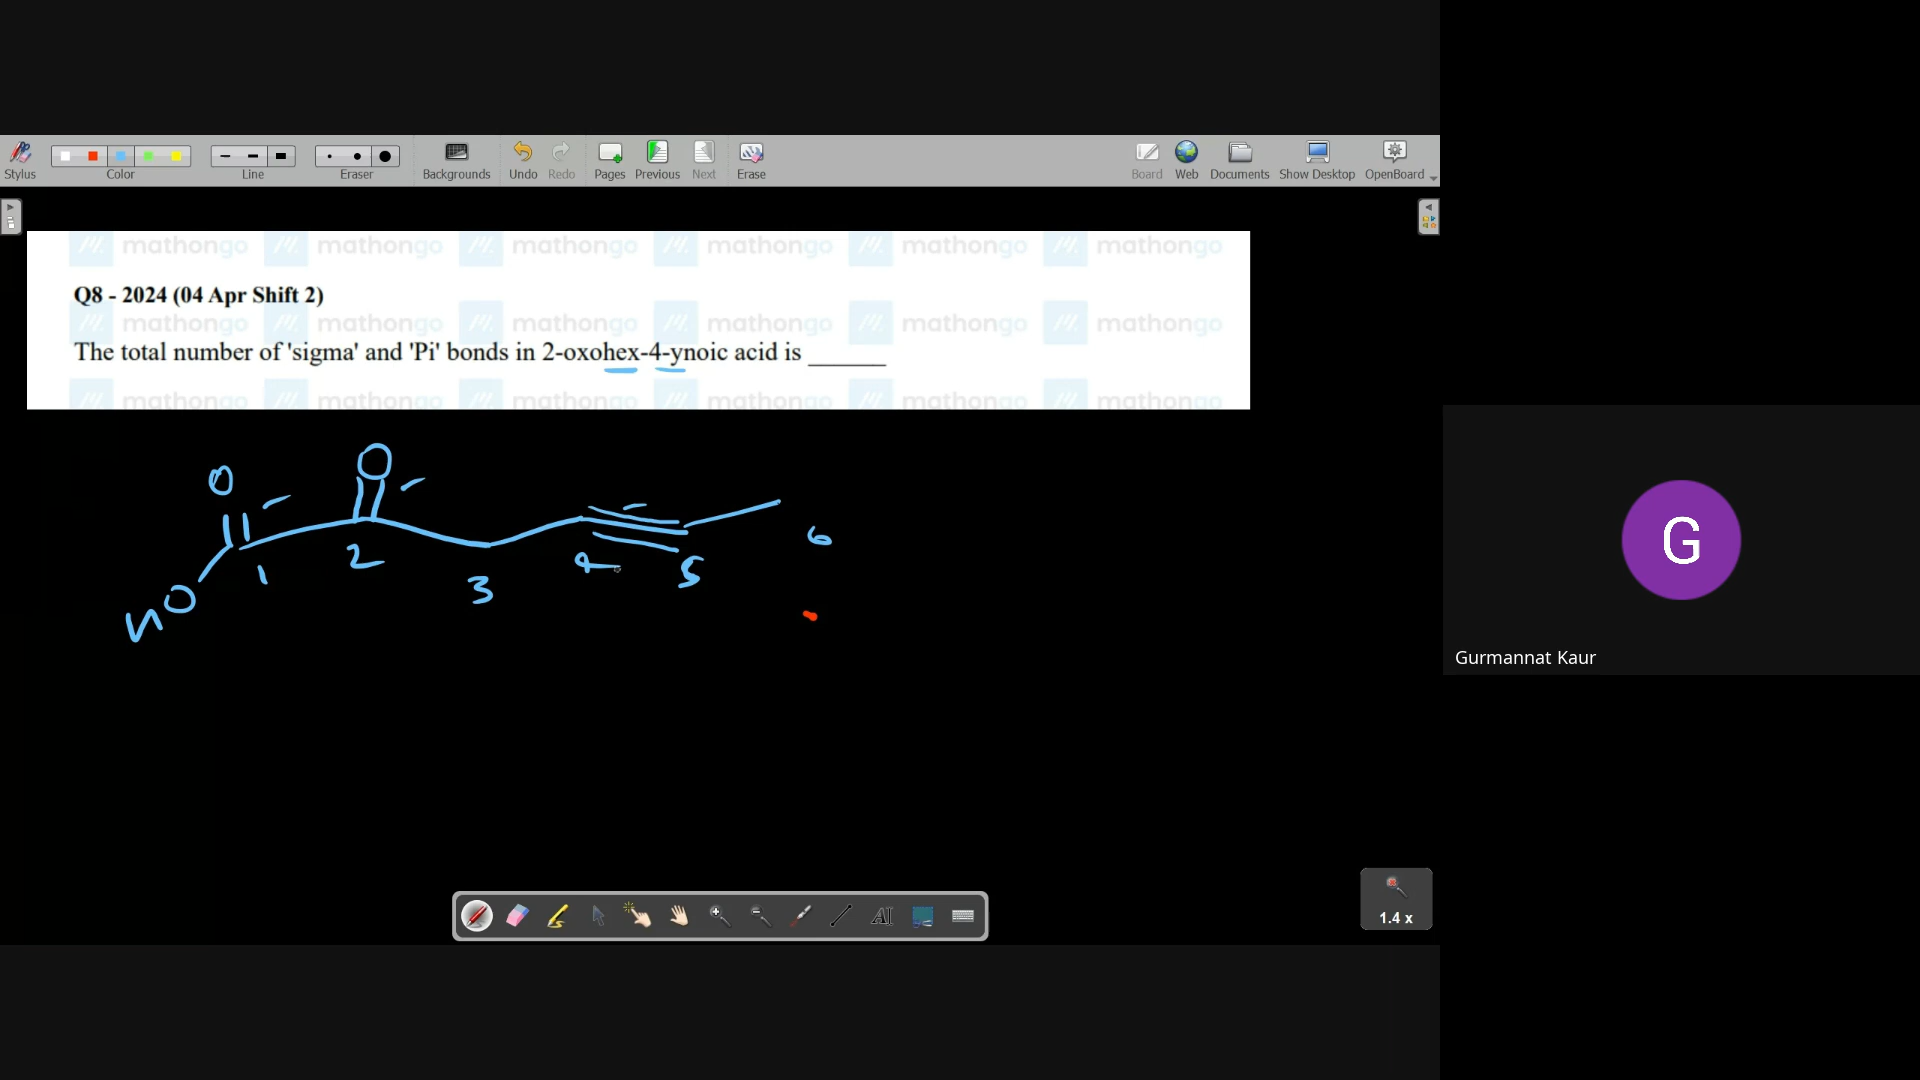 Stylus Color Line Eraser Backgrounds Undo Redo Pages Previous Next Erase Board Web Documents Show Desktop OpenBoard
mathongo mathongo mathongo mathongo mathongo mathongo
Q8 - 2024 (04 Apr Shift 2)
mathongo mathongo mathongo mathongo mathongo mathongo
The total number of 'sigma' and 'Pi' bonds in 2-oxohex-4-ynoic acid is ______
mathongo mathongo mathongo mathongo mathongo mathongo
O O
1 2 3 4 5 6
HO
G
Gurmannat Kaur
1.4 x